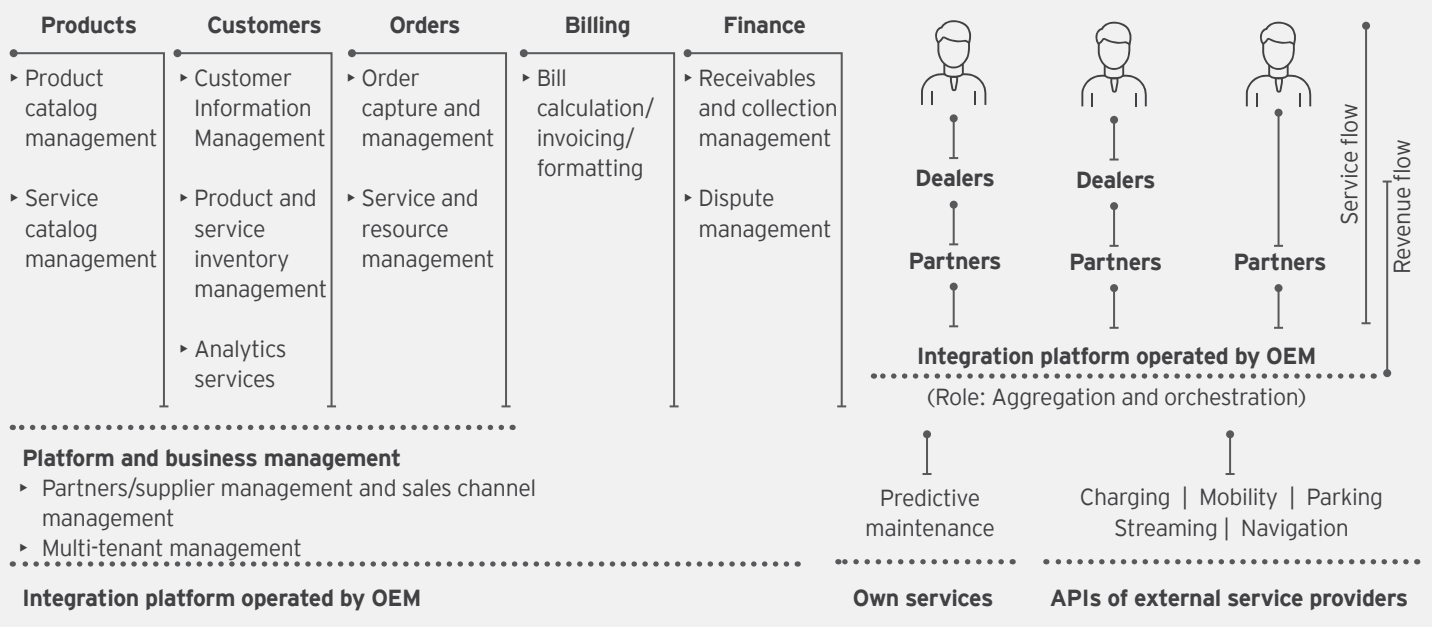 Products
▸ Product
catalog
management
▸ Service
catalog
management
Customers
▸ Customer
Information
Management
▸ Product and
service
inventory
management
▸ Analytics
services
Orders
▸ Order
capture and
management
▸ Service and
resource
management
Billing
▸ Bill
calculation/
invoicing/
formatting
Finance
▸ Receivables
and collection
management
▸ Dispute
management
Platform and business management
▸ Partners/supplier management and sales channel
management
▸ Multi-tenant management
Integration platform operated by OEM
Dealers
Dealers
Partners
Partners
Partners
Service flow
Revenue flow
Integration platform operated by OEM
(Role: Aggregation and orchestration)
Predictive
maintenance
Charging | Mobility | Parking
Streaming | Navigation
Own services
APIs of external service providers